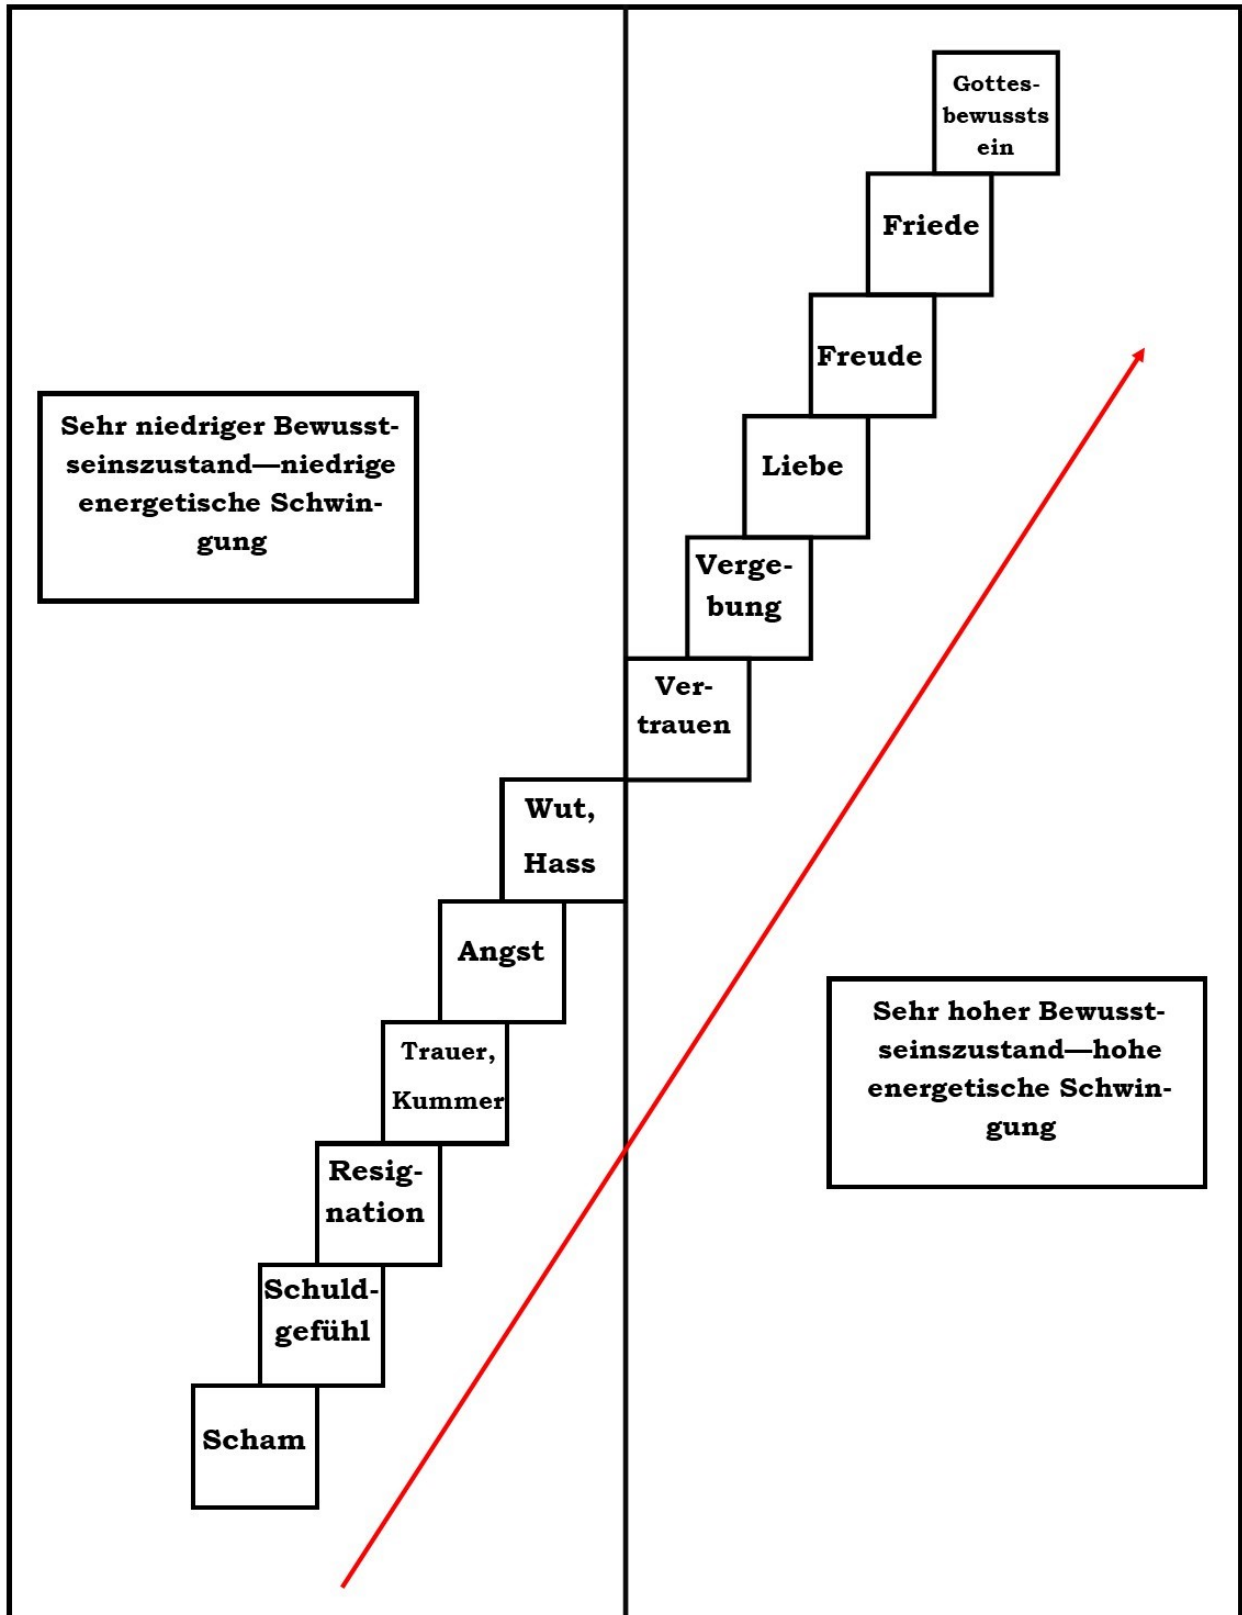 Gottes-
bewussts
ein
Friede
Freude
Sehr niedriger Bewusst-
seinszustand—niedrige
energetische Schwin-
gung
Liebe
Verge-
bung
Ver-
trauen
Wut,
Hass
Angst
Sehr hoher Bewusst-
seinszustand—hohe
energetische Schwin-
gung
Trauer,
Kummer
Resig-
nation
Schuld-
gefühl
Scham